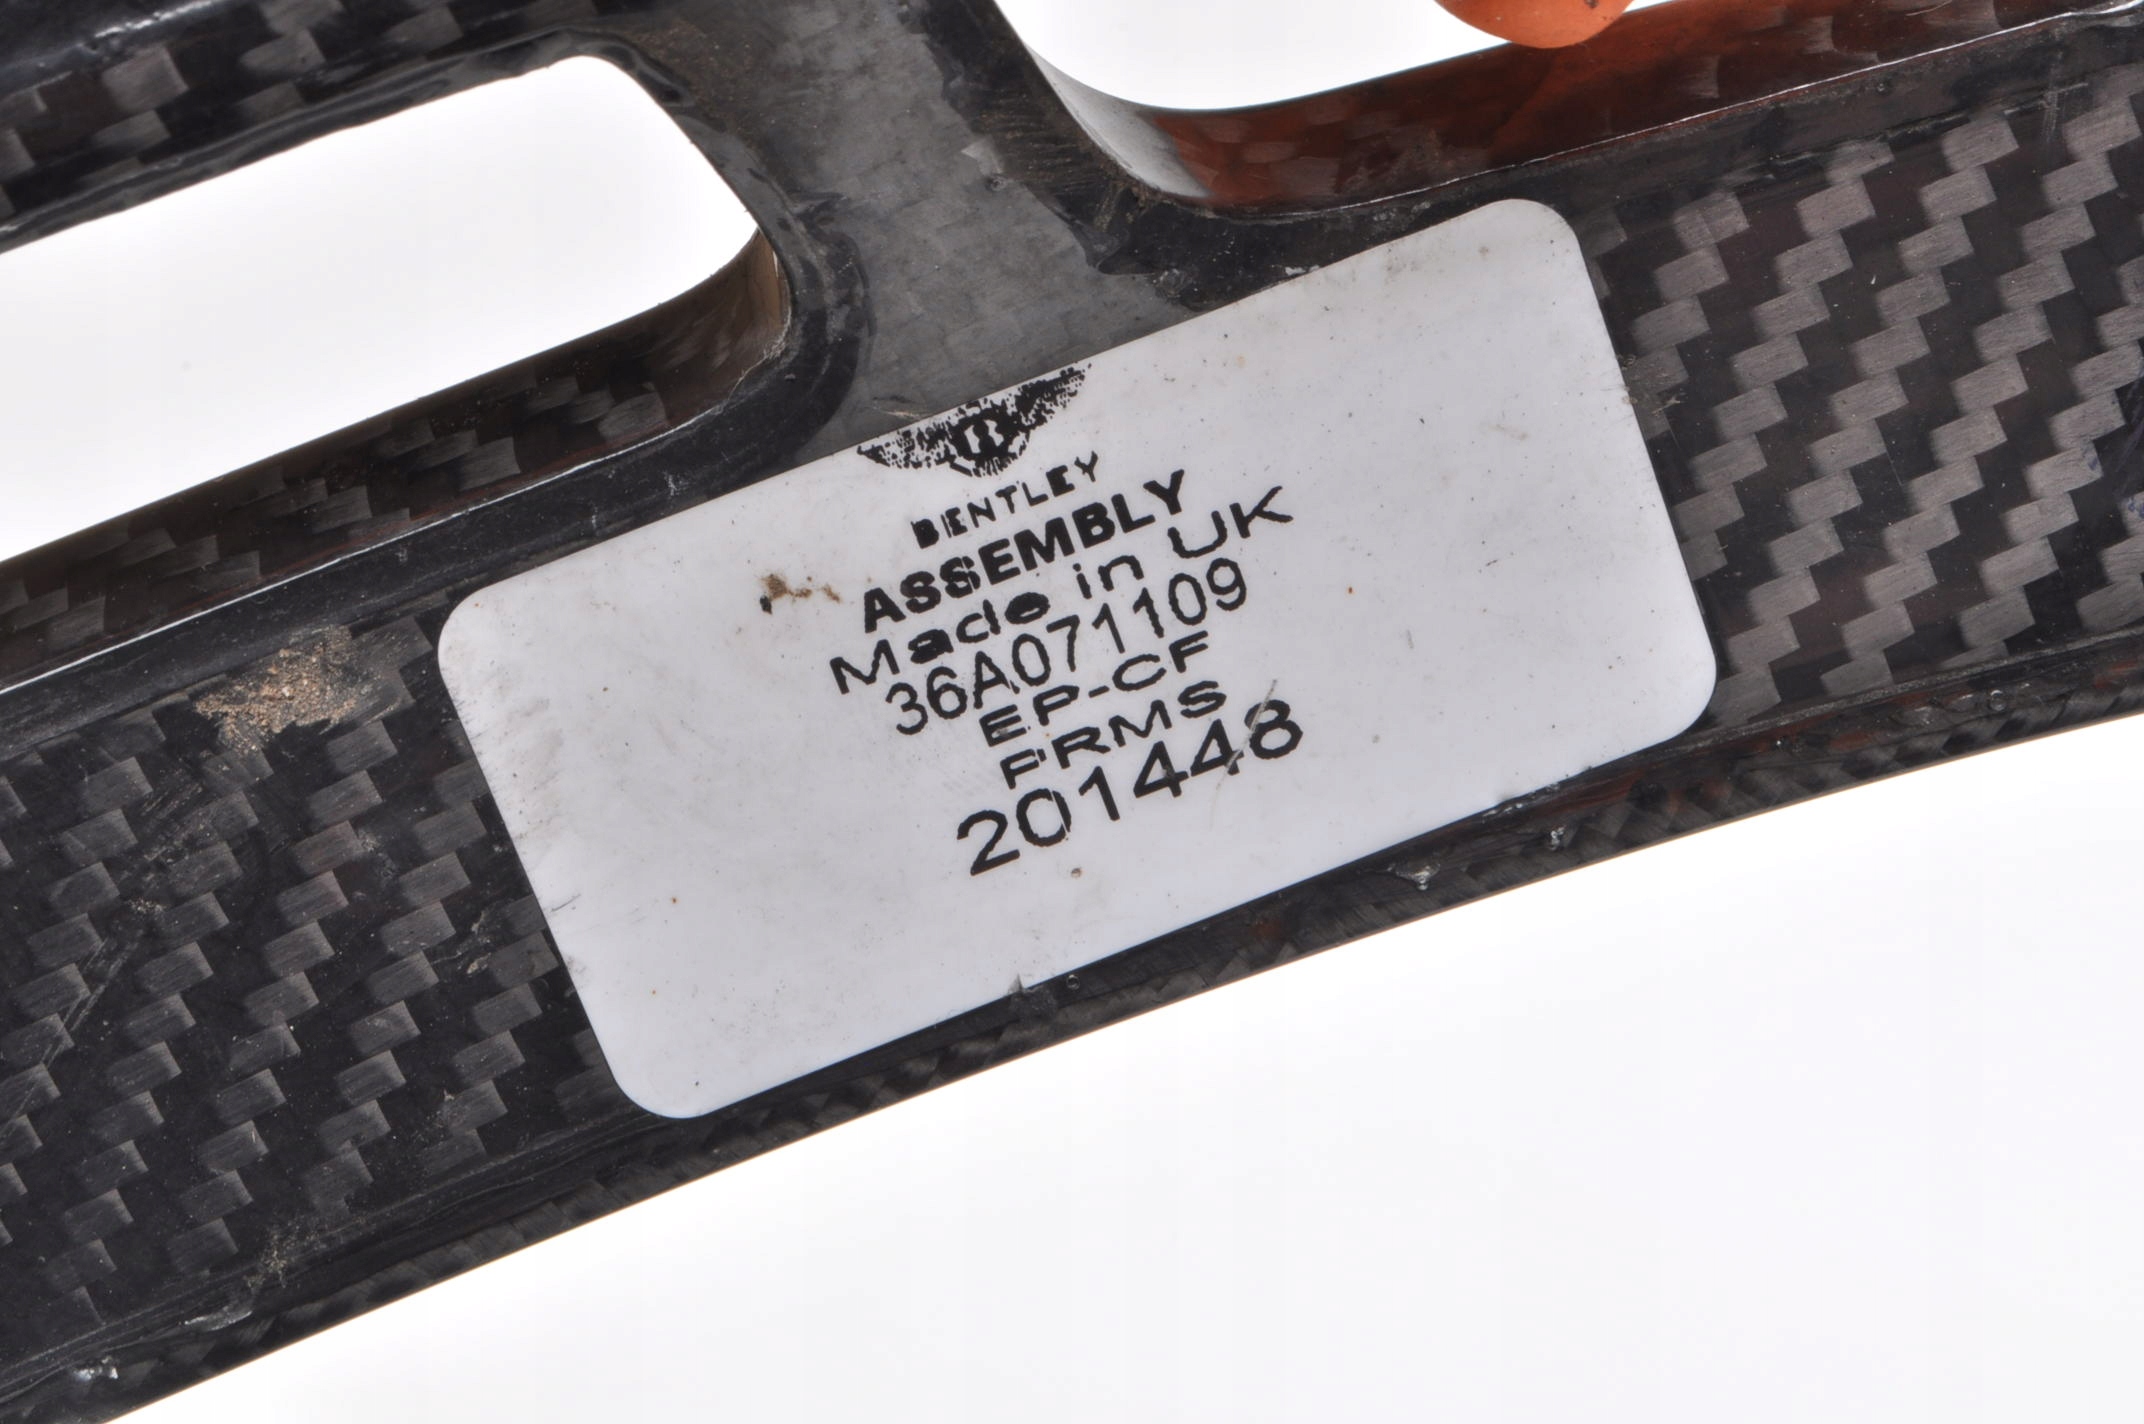 B
BENTLEY
ASSEMBLY
Made in UK
36A071109
EP-CF
FRMS
201448